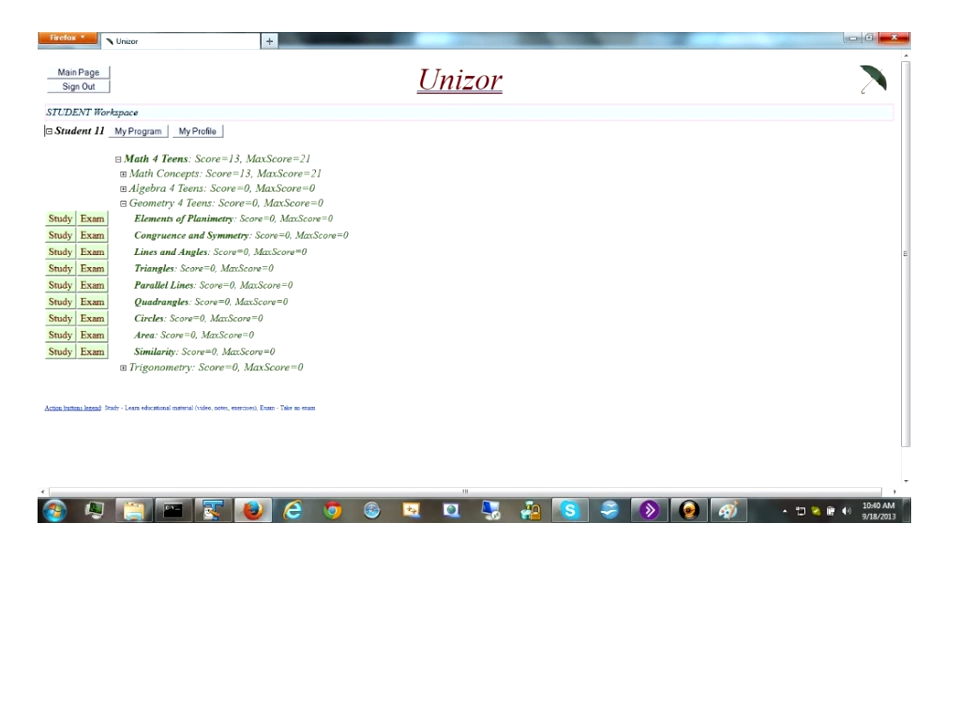 Firefox
Unizor
Main Page
Sign Out
Unizor
STUDENT Workspace
Student 11 My Program My Profile
Math 4 Teens: Score=13, MaxScore=21
Math Concepts: Score=13, MaxScore=21
Algebra 4 Teens: Score=0, MaxScore=0
Geometry 4 Teens: Score=0, MaxScore=0
Study Exam Elements of Planimetry: Score=0, MaxScore=0
Study Exam Congruence and Symmetry: Score=0, MaxScore=0
Study Exam Lines and Angles: Score=0, MaxScore=0
Study Exam Triangles: Score=0, MaxScore=0
Study Exam Parallel Lines: Score=0, MaxScore=0
Study Exam Quadrangles: Score=0, MaxScore=0
Study Exam Circles: Score=0, MaxScore=0
Study Exam Area: Score=0, MaxScore=0
Study Exam Similarity: Score=0, MaxScore=0
Trigonometry: Score=0, MaxScore=0
Action buttons legend: Study - Learn educational material (video, notes, exercises), Exam - Take an exam
10:40 AM
9/18/2013